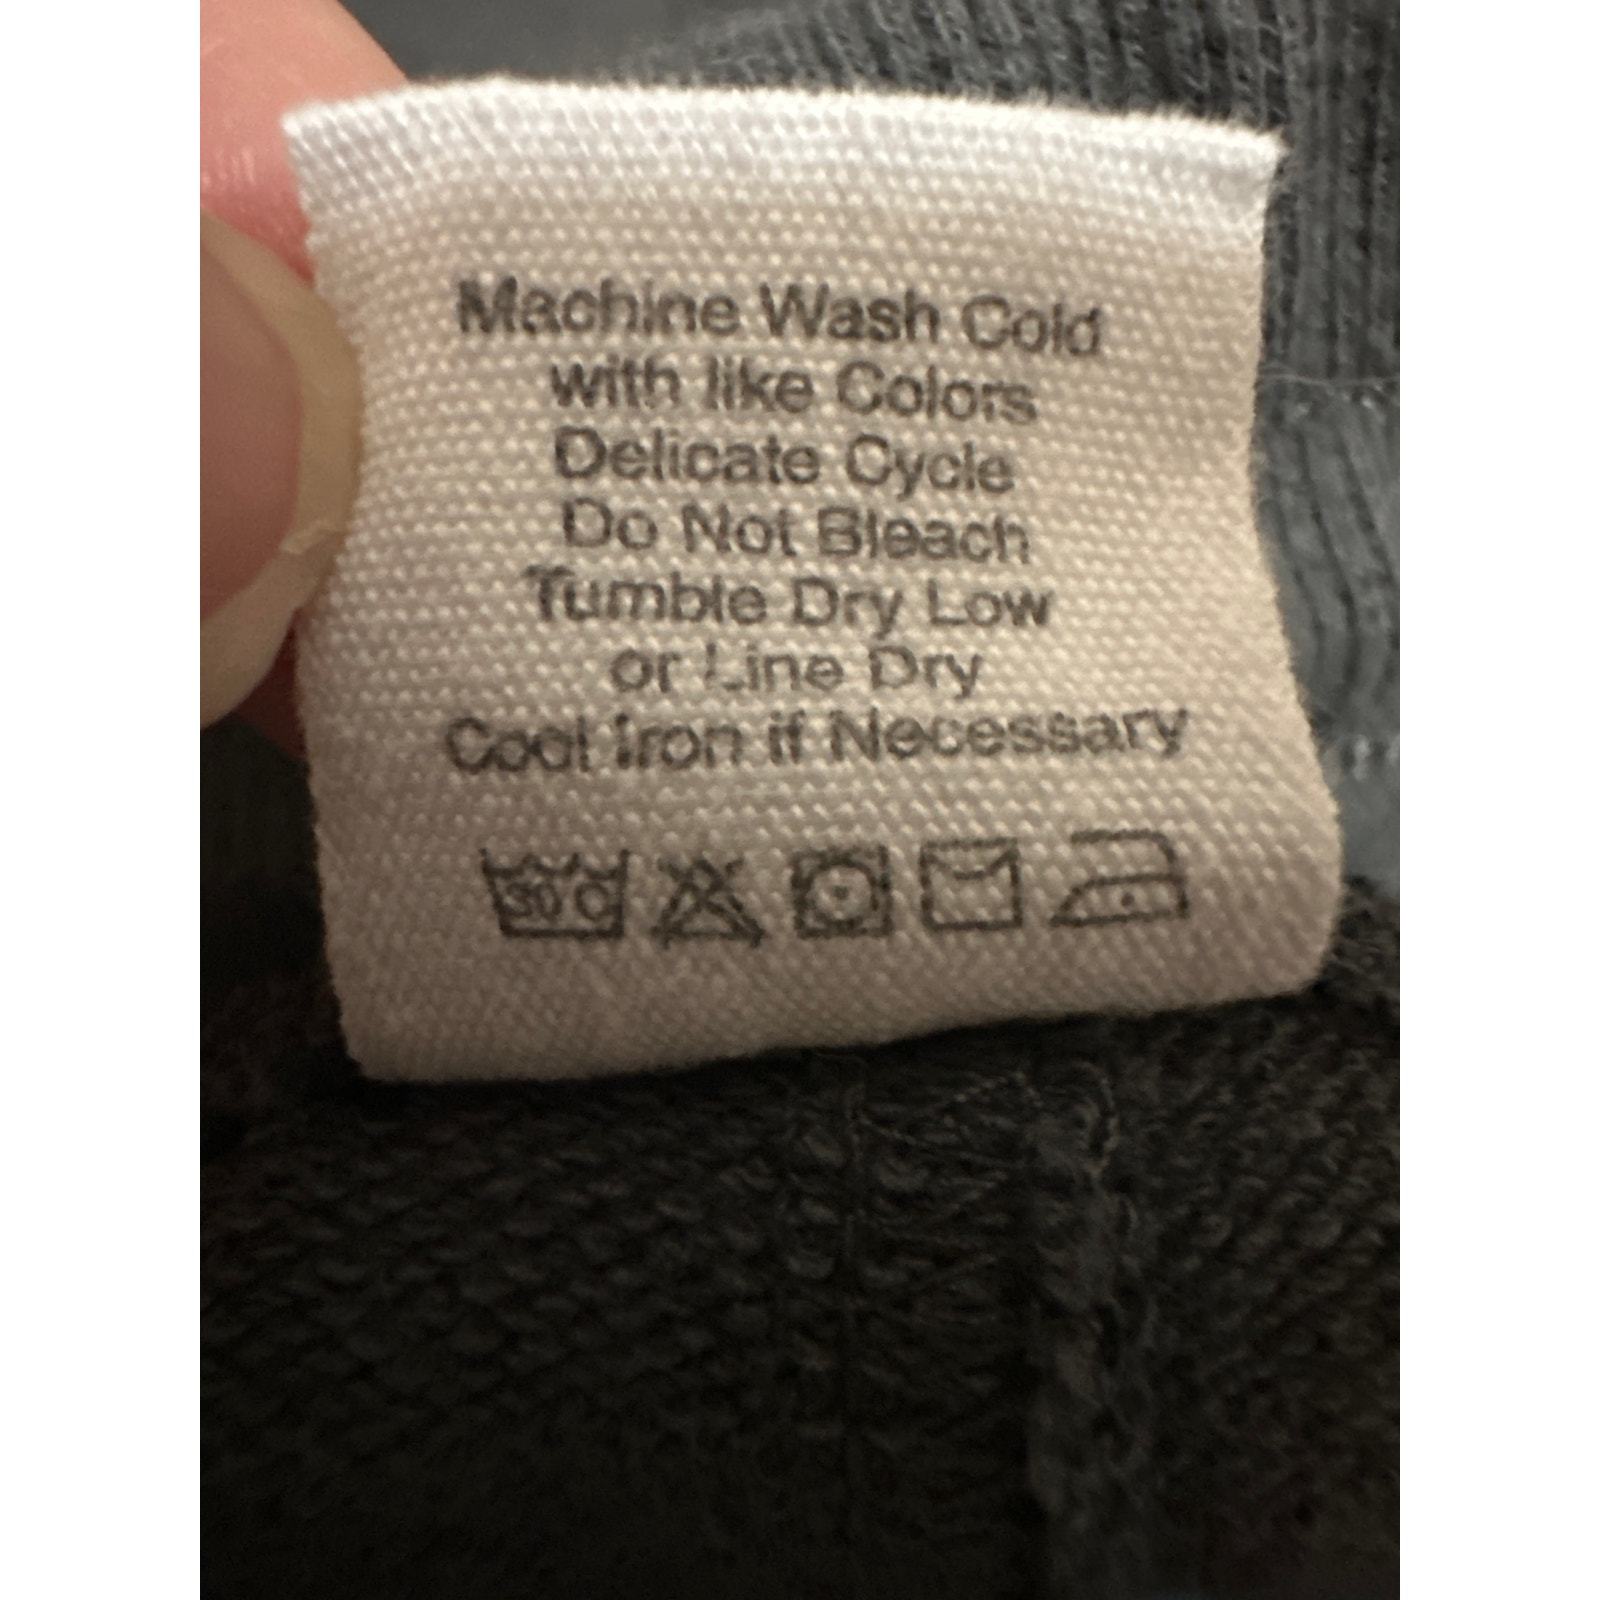 Machine Wash Cold
with like Colors
Delicate Cycle
Do Not Bleach
Tumble Dry Low
or Line Dry
Cool Iron if Necessary
30 C